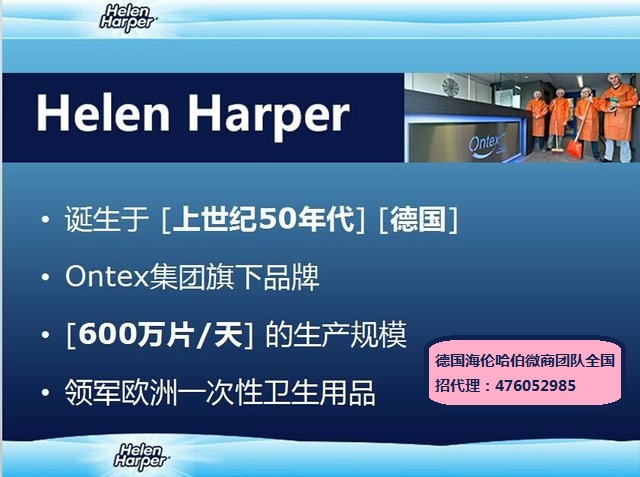 Helen
Harper
Helen Harper
Ontex
• 诞生于 [上世纪50年代] [德国]
• Ontex集团旗下品牌
• [600万片/天] 的生产规模
• 领军欧洲一次性卫生用品
德国海伦哈伯微商团队全国
招代理：476052985
Helen
Harper